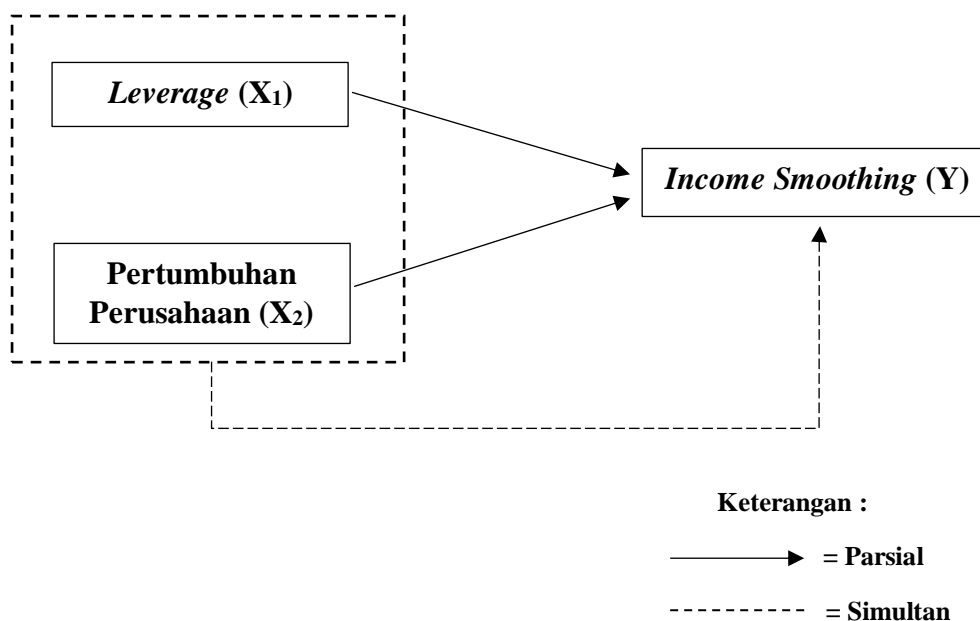 Leverage (X₁)
Income Smoothing (Y)
Pertumbuhan
Perusahaan (X₂)
Keterangan :
= Parsial
= Simultan